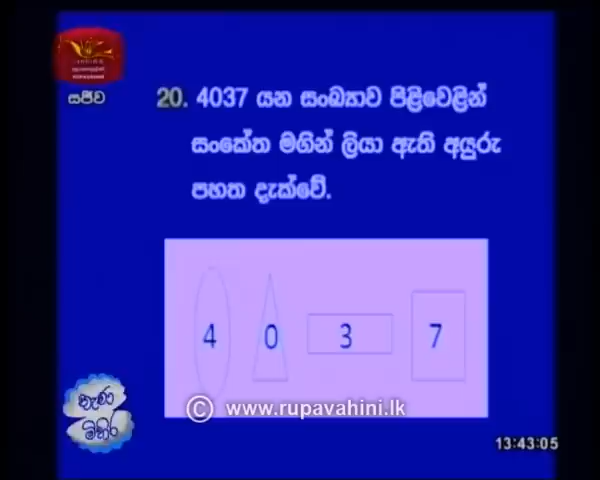 සජීව
20. 4037 යන සංඛ්‍යාව පිළිවෙළින්
සංකේත මගින් ලියා ඇති අයුරු
පහත දැක්වේ.
4 0 3 7
© www.rupavahini.lk
නැණ
මිහිර
13:43:05